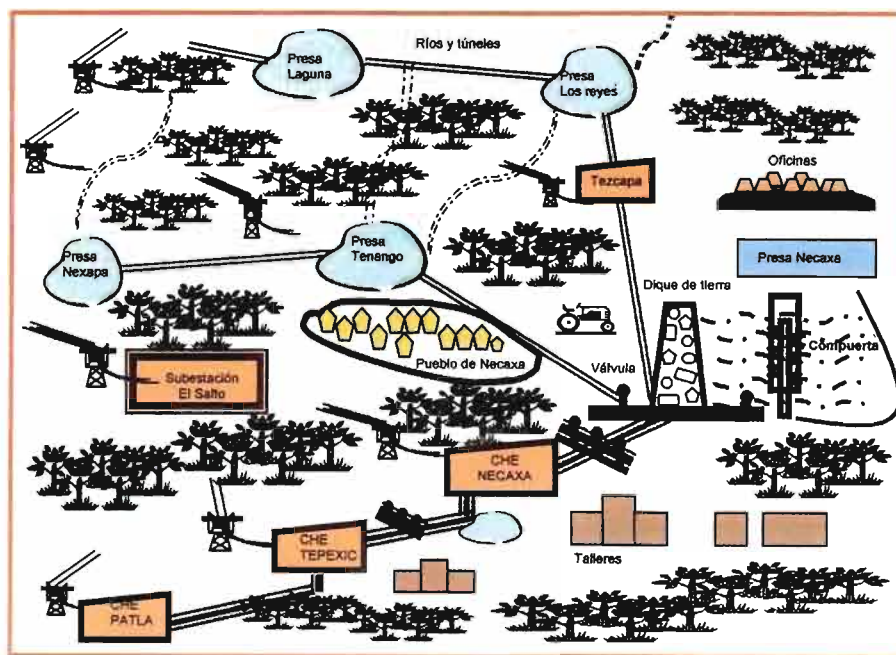 Presa
Laguna
Ríos y túneles
Presa
Los reyes
Oficinas
Tezcapa
Presa
Nexapa
Presa
Tenango
Presa Necaxa
Dique de tierra
Compuerta
Pueblo de Necaxa
Válvula
Subestación
El Salto
CHE
NECAXA
CHE
TEPEXIC
Talleres
CHE
PATLA